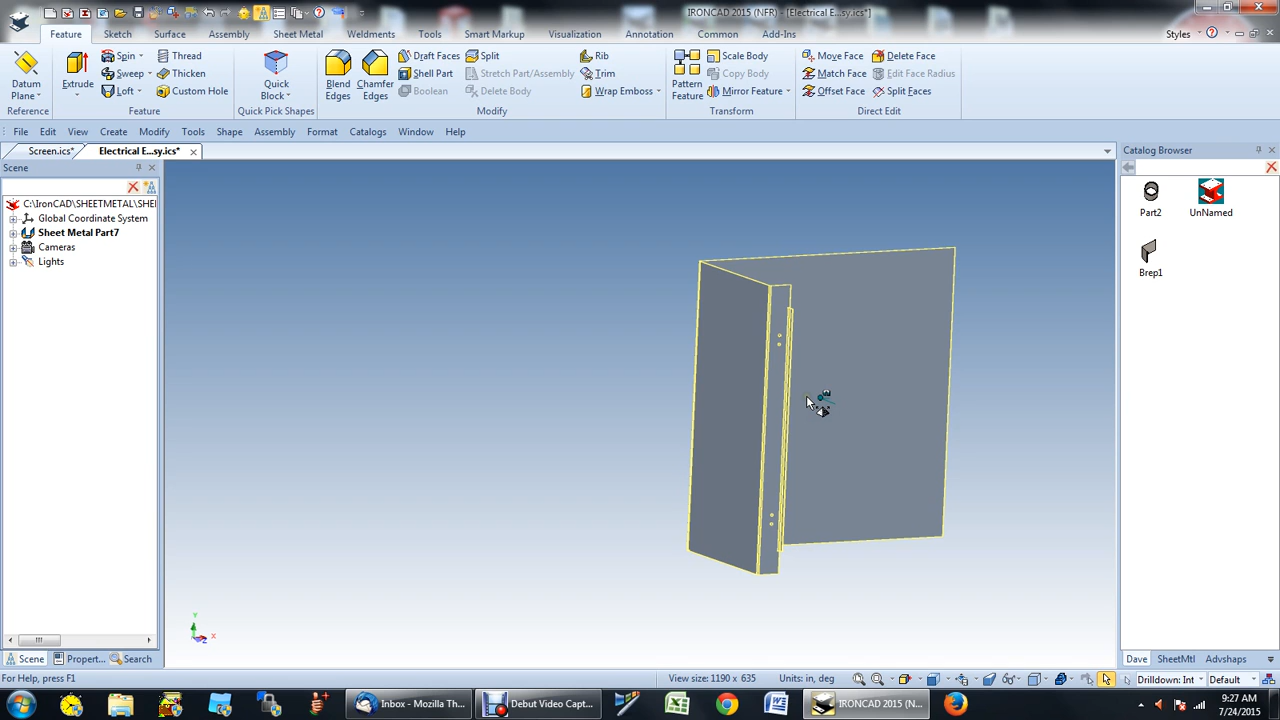 IRONCAD 2015 (NFR) - [Electrical E...sy.ics*]
Feature Sketch Surface Assembly Sheet Metal Weldments Tools Smart Markup Visualization Annotation Common Add-Ins Styles
Spin Thread Draft Faces Split Rib Scale Body Move Face Delete Face
Sweep Thicken Shell Part Stretch Part/Assembly Trim Copy Body Match Face Edit Face Radius
Datum Plane Extrude Loft Custom Hole Quick Block Blend Edges Chamfer Edges Boolean Delete Body Wrap Emboss Pattern Feature Mirror Feature Offset Face Split Faces
Reference Feature Quick Pick Shapes Modify Transform Direct Edit
File Edit View Create Modify Tools Shape Assembly Format Catalogs Window Help
Screen.ics* Electrical E...sy.ics* Catalog Browser
Scene
C:\IronCAD\SHEETMETAL\SHEI
Global Coordinate System
Sheet Metal Part7
Cameras
Lights
Part2 UnNamed
Brep1
Y
X
Z
Scene Propert... Search Dave SheetMtl Advshaps
For Help, press F1 View size: 1190 x 635 Units: in, deg Drilldown: Int Default
Inbox - Mozilla Th... Debut Video Capt... IRONCAD 2015 (N... 9:27 AM
7/24/2015